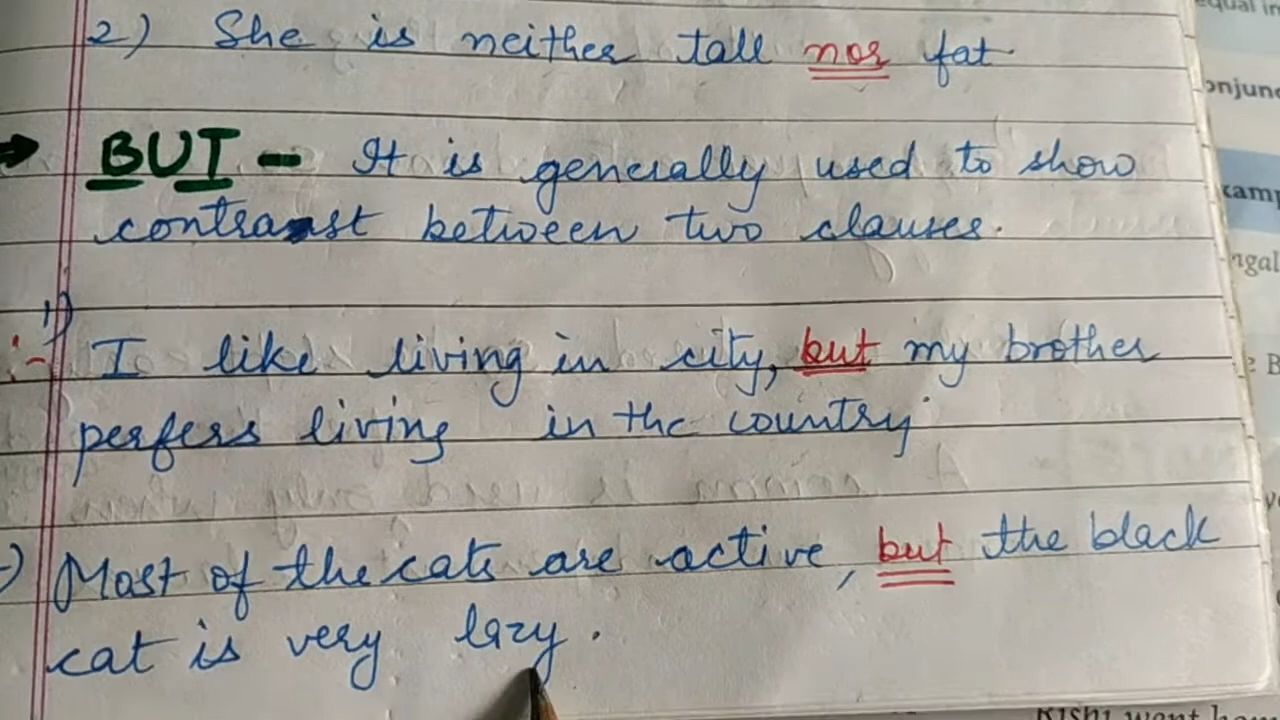 2) She is neither tall nor fat.
→ BUT - It is generally used to show
contrast between two clauses.
1)
:- I like living in city, but my brother
perfers living in the country.
Most of the cats are active, but the black
cat is very lazy.